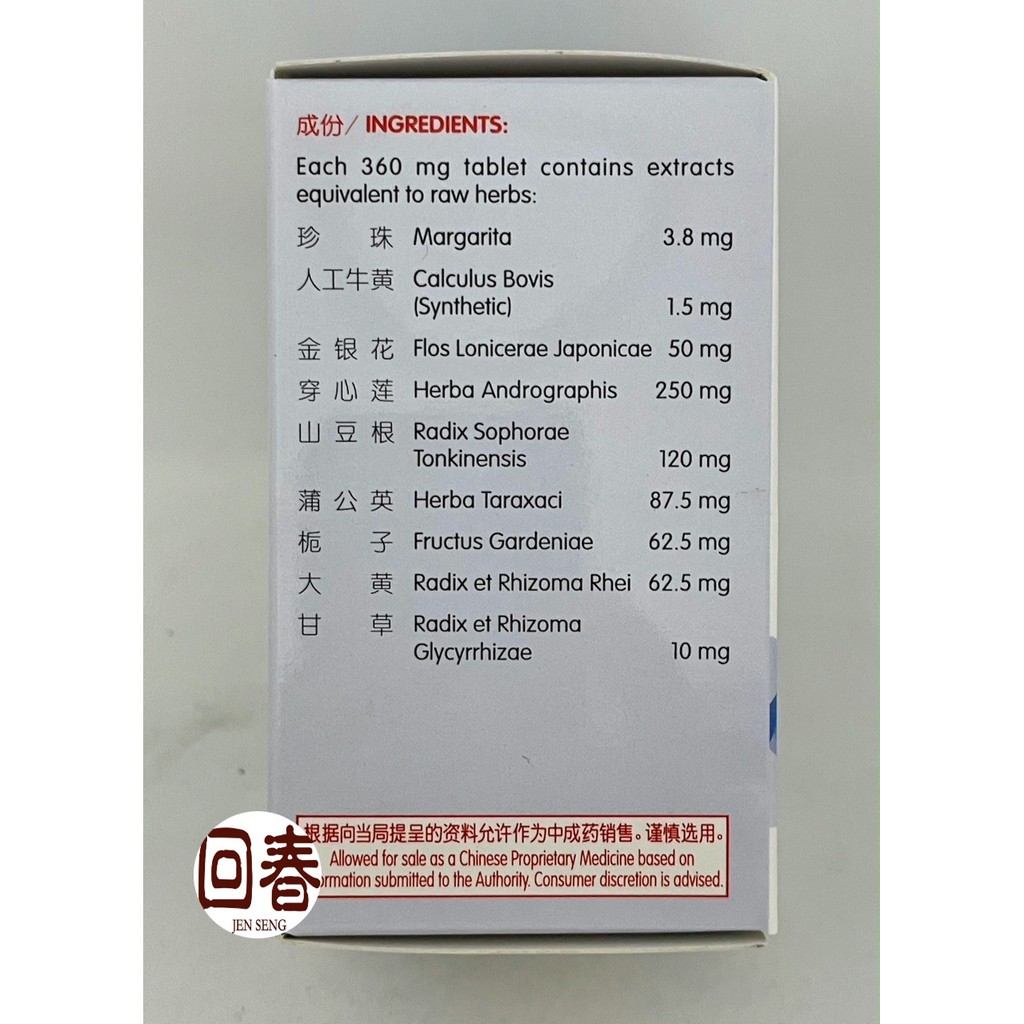 成份/ INGREDIENTS:
Each 360 mg tablet contains extracts
equivalent to raw herbs:
珍珠 Margarita 3.8 mg
人工牛黄 Calculus Bovis
(Synthetic) 1.5 mg
金银花 Flos Lonicerae Japonicae 50 mg
穿心莲 Herba Andrographis 250 mg
山豆根 Radix Sophorae
Tonkinensis 120 mg
蒲公英 Herba Taraxaci 87.5 mg
栀子 Fructus Gardeniae 62.5 mg
大黄 Radix et Rhizoma Rhei 62.5 mg
甘草 Radix et Rhizoma
Glycyrrhizae 10 mg
根据向当局提呈的资料允许作为中成药销售。谨慎选用。
Allowed for sale as a Chinese Proprietary Medicine based on
submitted to the Authority. Consumer discretion is advised.
回春
JEN SENG